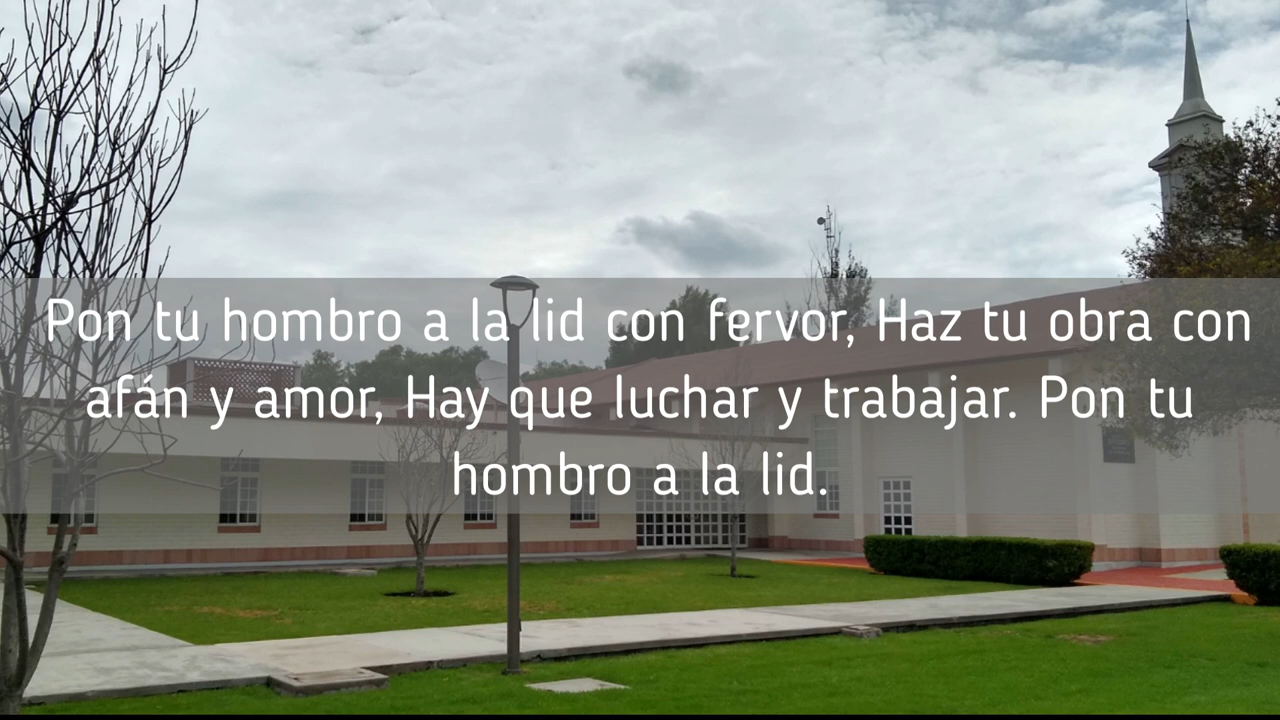 Pon tu hombro a la lid con fervor, Haz tu obra con
afán y amor, Hay que luchar y trabajar. Pon tu
hombro a la lid.